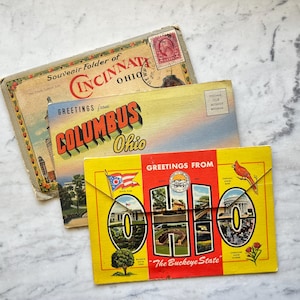 Souvenir Folder of
CINCINNATI
OHIO
GREETINGS from
COLUMBUS
Ohio
GREETINGS FROM
OHIO
"The Buckeye State"